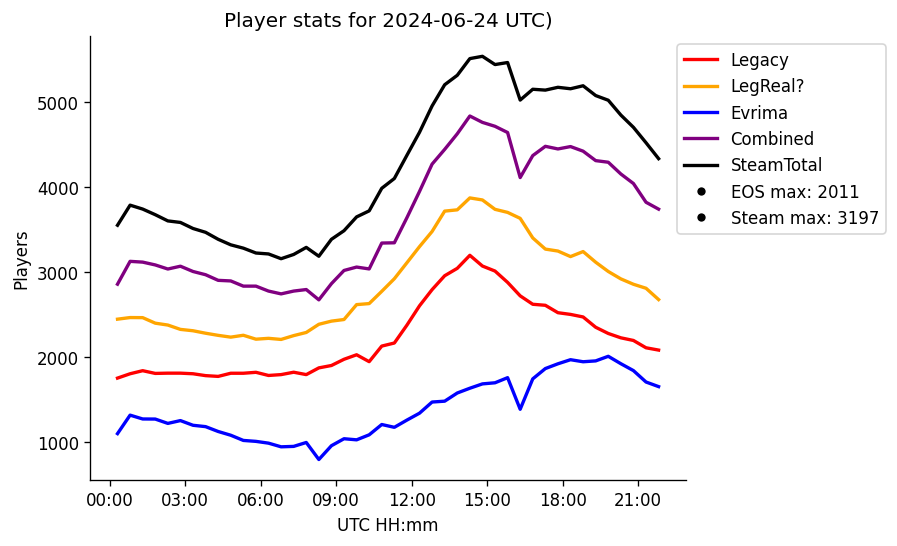 Player stats for 2024-06-24 UTC)
Legacy
LegReal?
Evrima
Combined
SteamTotal
EOS max: 2011
Steam max: 3197
Players
5000
4000
3000
2000
1000
00:00 03:00 06:00 09:00 12:00 15:00 18:00 21:00
UTC HH:mm